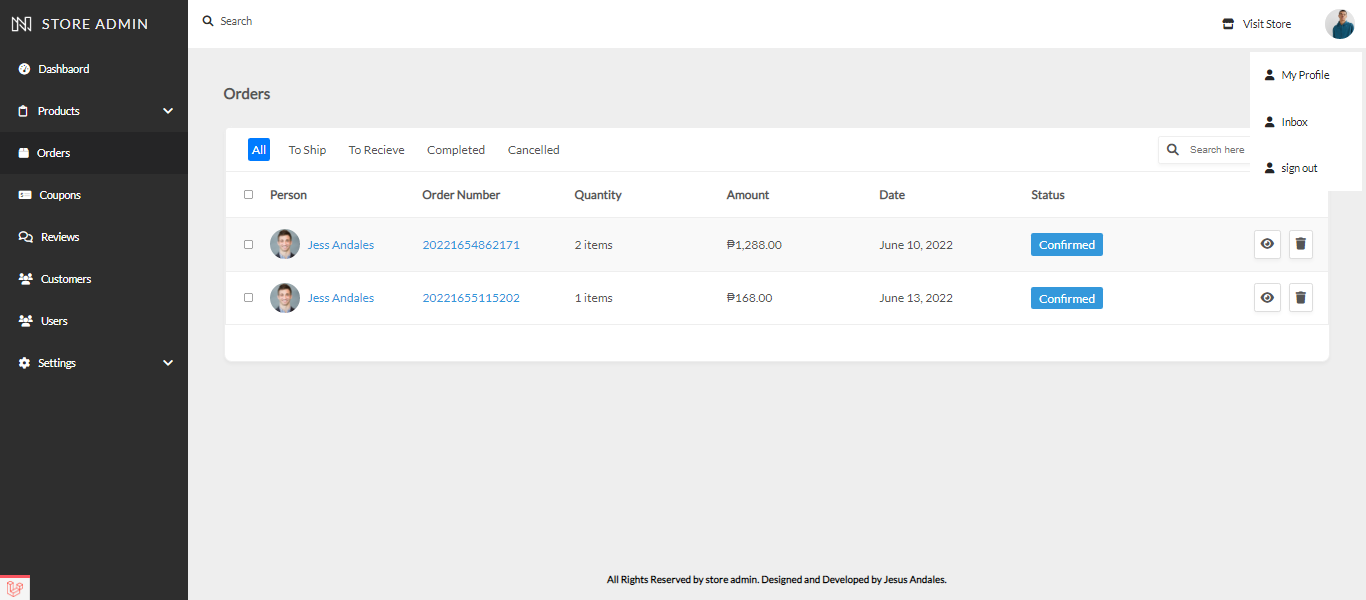 STORE ADMIN
Search
Visit Store
Dashbaord
Products
Orders
Coupons
Reviews
Customers
Users
Settings
My Profile
Inbox
sign out
Orders
All To Ship To Recieve Completed Cancelled Search here
Person Order Number Quantity Amount Date Status
Jess Andales 20221654862171 2 items ₱1,288.00 June 10, 2022 Confirmed
Jess Andales 20221655115202 1 items ₱168.00 June 13, 2022 Confirmed
All Rights Reserved by store admin. Designed and Developed by Jesus Andales.